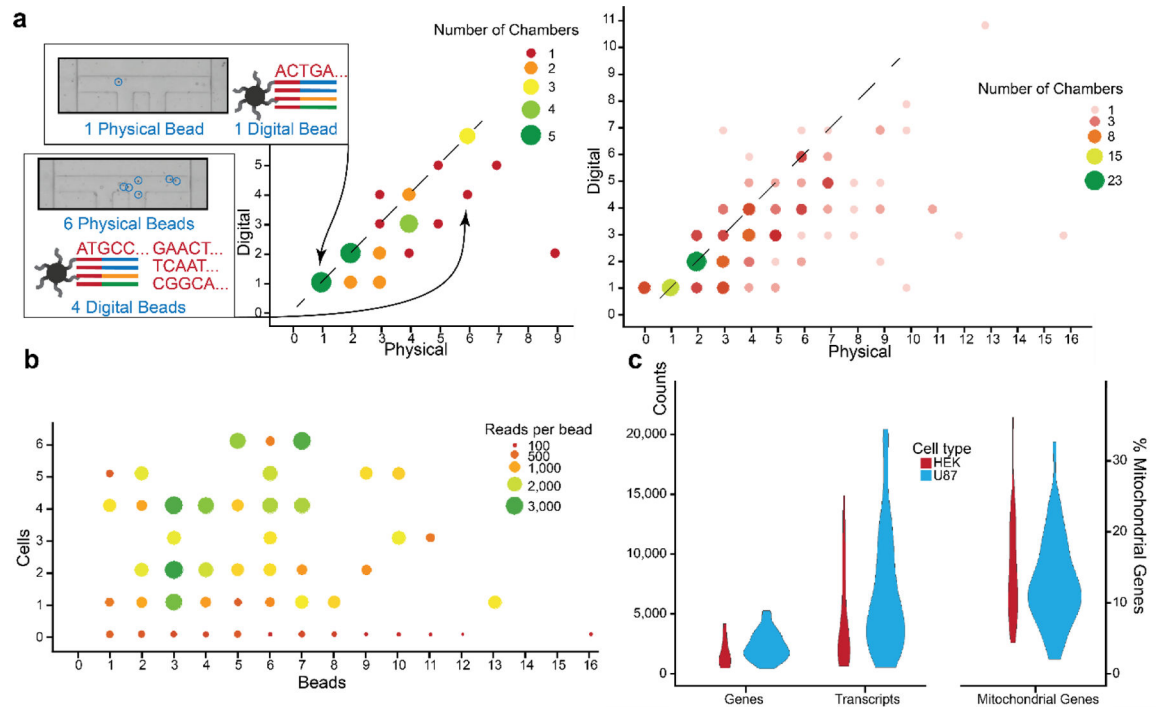 a
ACTGA...
1 Physical Bead
1 Digital Bead
6 Physical Beads
ATGCC...
GAACT...
TCAAT...
CGGCA...
4 Digital Beads
Number of Chambers
1
2
3
4
5
Digital
5
4
3
2
1
0
0 1 2 3 4 5 6 7 8 9
Physical
Number of Chambers
1
3
8
15
23
Digital
11
10
9
8
7
6
5
4
3
2
1
0
0 1 2 3 4 5 6 7 8 9 10 11 12 13 14 15 16
Physical
b
Reads per bead
100
500
1,000
2,000
3,000
Cells
6
5
4
3
2
1
0
0 1 2 3 4 5 6 7 8 9 10 11 12 13 14 15 16
Beads
c
Counts
20,000
15,000
10,000
5,000
0
Cell type
HEK
U87
% Mitochondrial Genes
30
20
10
0
Genes Transcripts Mitochondrial Genes